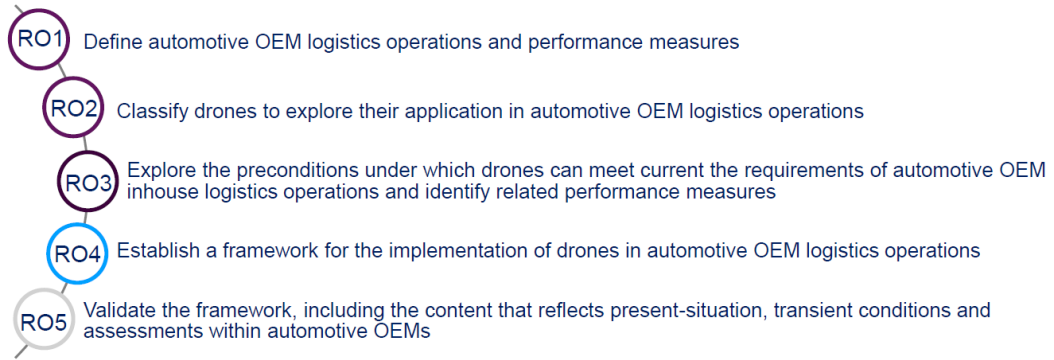 RO1 Define automotive OEM logistics operations and performance measures
RO2 Classify drones to explore their application in automotive OEM logistics operations
RO3 Explore the preconditions under which drones can meet current the requirements of automotive OEM
inhouse logistics operations and identify related performance measures
RO4 Establish a framework for the implementation of drones in automotive OEM logistics operations
RO5 Validate the framework, including the content that reflects present-situation, transient conditions and
assessments within automotive OEMs